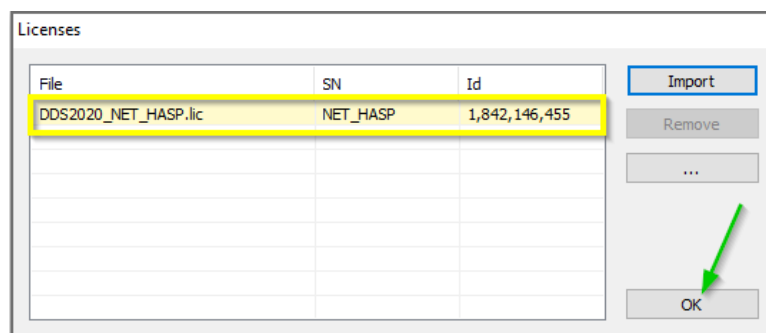 Licenses
File SN Id
DDS2020_NET_HASP.lic NET_HASP 1,842,146,455
Import
Remove
...
OK